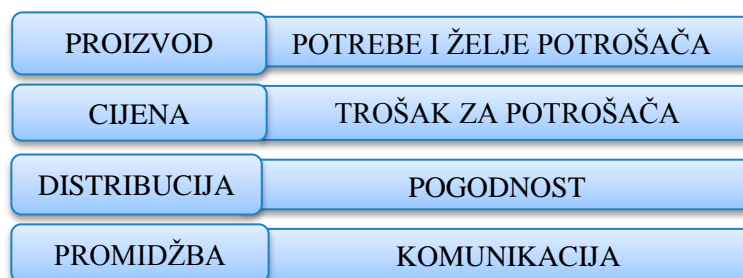 PROIZVOD POTREBE I ŽELJE POTROŠAČA
CIJENA TROŠAK ZA POTROŠAČA
DISTRIBUCIJA POGODNOST
PROMIDŽBA KOMUNIKACIJA